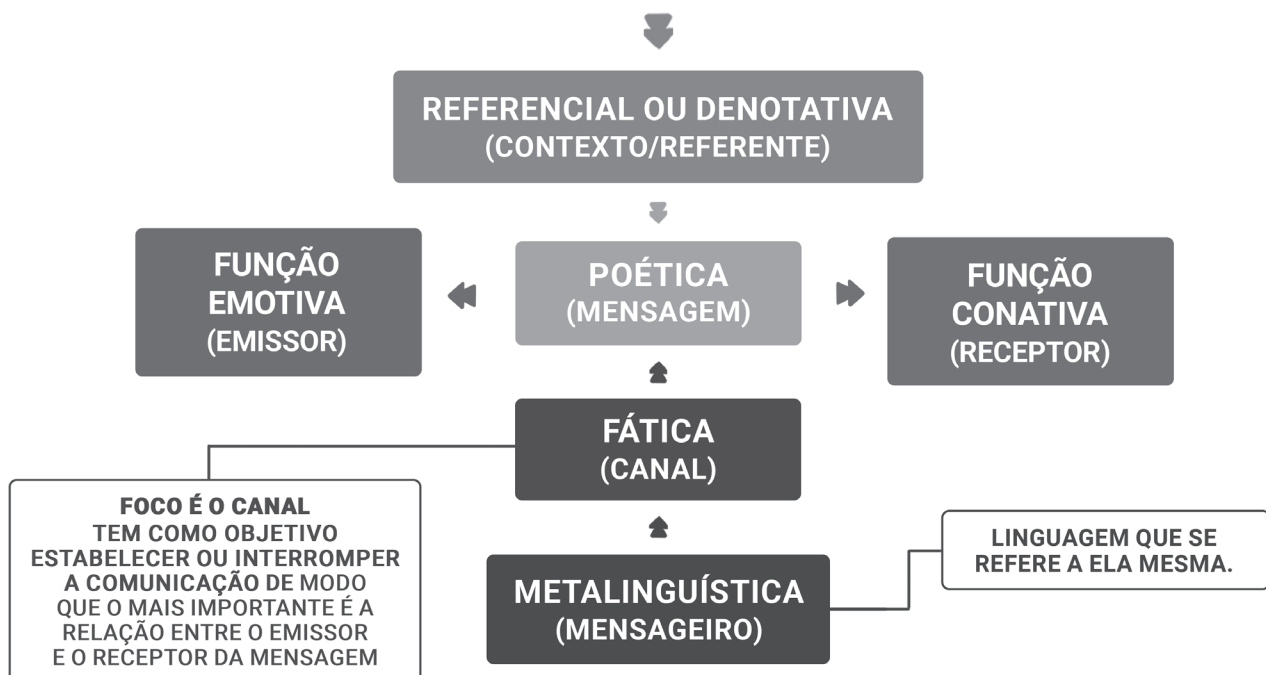 REFERENCIAL OU DENOTATIVA
(CONTEXTO/REFERENTE)
FUNÇÃO
EMOTIVA
(EMISSOR)
POÉTICA
(MENSAGEM)
FUNÇÃO
CONATIVA
(RECEPTOR)
FÁTICA
(CANAL)
FOCO É O CANAL
TEM COMO OBJETIVO
ESTABELECER OU INTERROMPER
A COMUNICAÇÃO DE MODO
QUE O MAIS IMPORTANTE É A
RELAÇÃO ENTRE O EMISSOR
E O RECEPTOR DA MENSAGEM
METALINGUÍSTICA
(MENSAGEIRO)
LINGUAGEM QUE SE
REFERE A ELA MESMA.